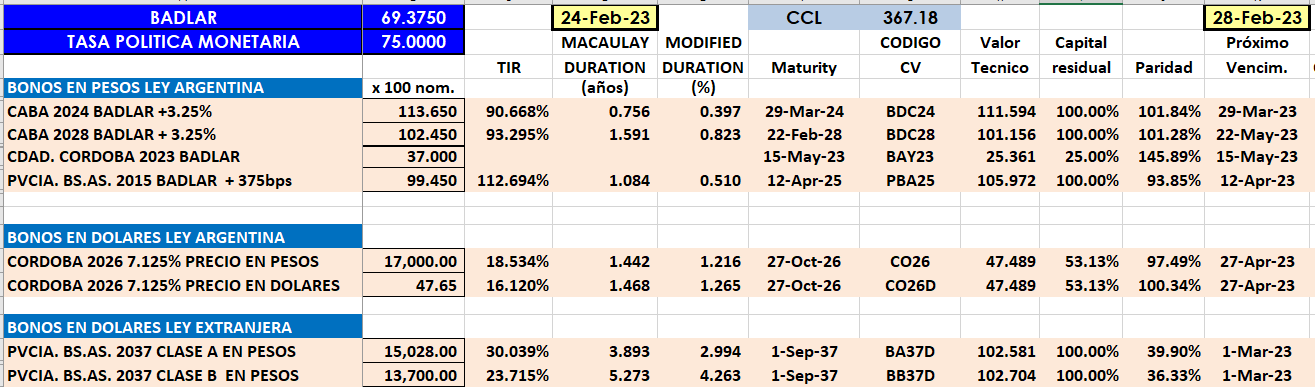 BADLAR 69.3750 24-Feb-23 CCL 367.18 28-Feb-23
TASA POLITICA MONETARIA 75.0000 MACAULAY MODIFIED CODIGO Valor Capital Próximo
TIR DURATION DURATION Maturity CV Tecnico residual Paridad Vencim.
BONOS EN PESOS LEY ARGENTINA x 100 nom. (años) (%)
CABA 2024 BADLAR +3.25% 113.650 90.668% 0.756 0.397 29-Mar-24 BDC24 111.594 100.00% 101.84% 29-Mar-23
CABA 2028 BADLAR + 3.25% 102.450 93.295% 1.591 0.823 22-Feb-28 BDC28 101.156 100.00% 101.28% 22-May-23
CDAD. CORDOBA 2023 BADLAR 37.000 15-May-23 BAY23 25.361 25.00% 145.89% 15-May-23
PVCIA. BS.AS. 2015 BADLAR + 375bps 99.450 112.694% 1.084 0.510 12-Apr-25 PBA25 105.972 100.00% 93.85% 12-Apr-23
BONOS EN DOLARES LEY ARGENTINA
CORDOBA 2026 7.125% PRECIO EN PESOS 17,000.00 18.534% 1.442 1.216 27-Oct-26 CO26 47.489 53.13% 97.49% 27-Apr-23
CORDOBA 2026 7.125% PRECIO EN DOLARES 47.65 16.120% 1.468 1.265 27-Oct-26 CO26D 47.489 53.13% 100.34% 27-Apr-23
BONOS EN DOLARES LEY EXTRANJERA
PVCIA. BS.AS. 2037 CLASE A EN PESOS 15,028.00 30.039% 3.893 2.994 1-Sep-37 BA37D 102.581 100.00% 39.90% 1-Mar-23
PVCIA. BS.AS. 2037 CLASE B EN PESOS 13,700.00 23.715% 5.273 4.263 1-Sep-37 BB37D 102.704 100.00% 36.33% 1-Mar-23